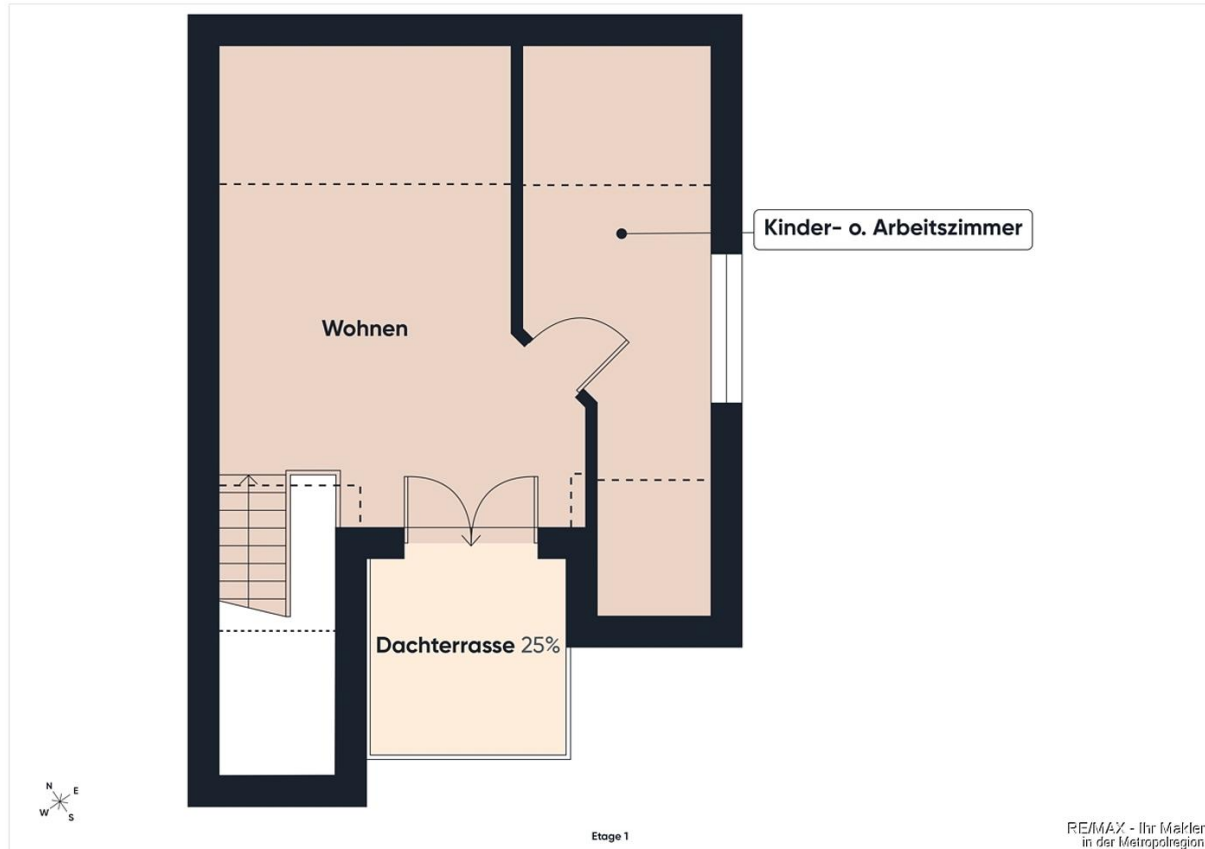 Kinder- o. Arbeitszimmer
Wohnen
Dachterrasse 25%
N
E
W
S
Etage 1
RE/MAX - Ihr Makler
in der Metropolregion